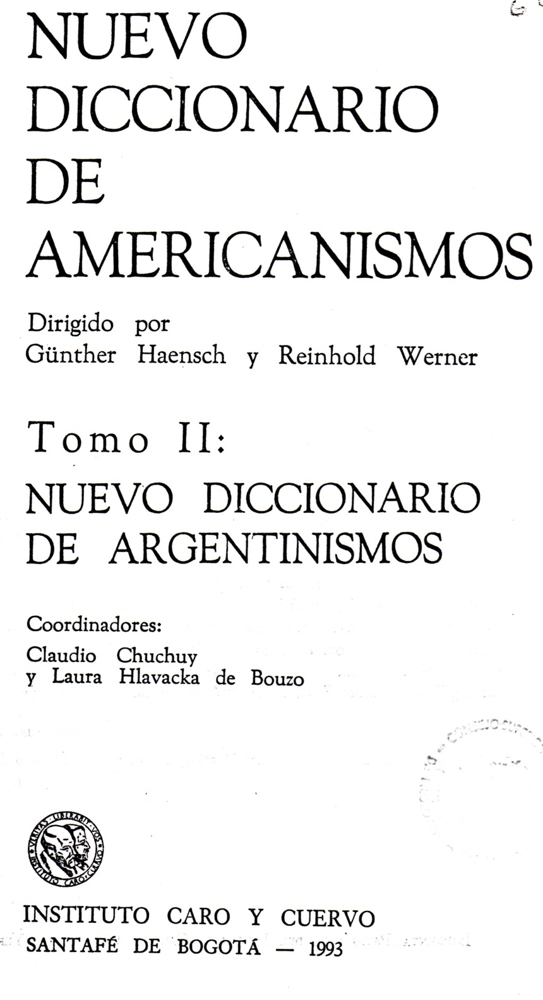 NUEVO
DICCIONARIO
DE
AMERICANISMOS
Dirigido por
Günther Haensch y Reinhold Werner
Tomo II:
NUEVO DICCIONARIO
DE ARGENTINISMOS
Coordinadores:
Claudio Chuchuy
y Laura Hlavacka de Bouzo
VERITAS · LIBERABIT · VOS
INSTITUTO CARO Y CUERVO
INSTITUTO CARO Y CUERVO
SANTAFÉ DE BOGOTÁ — 1993